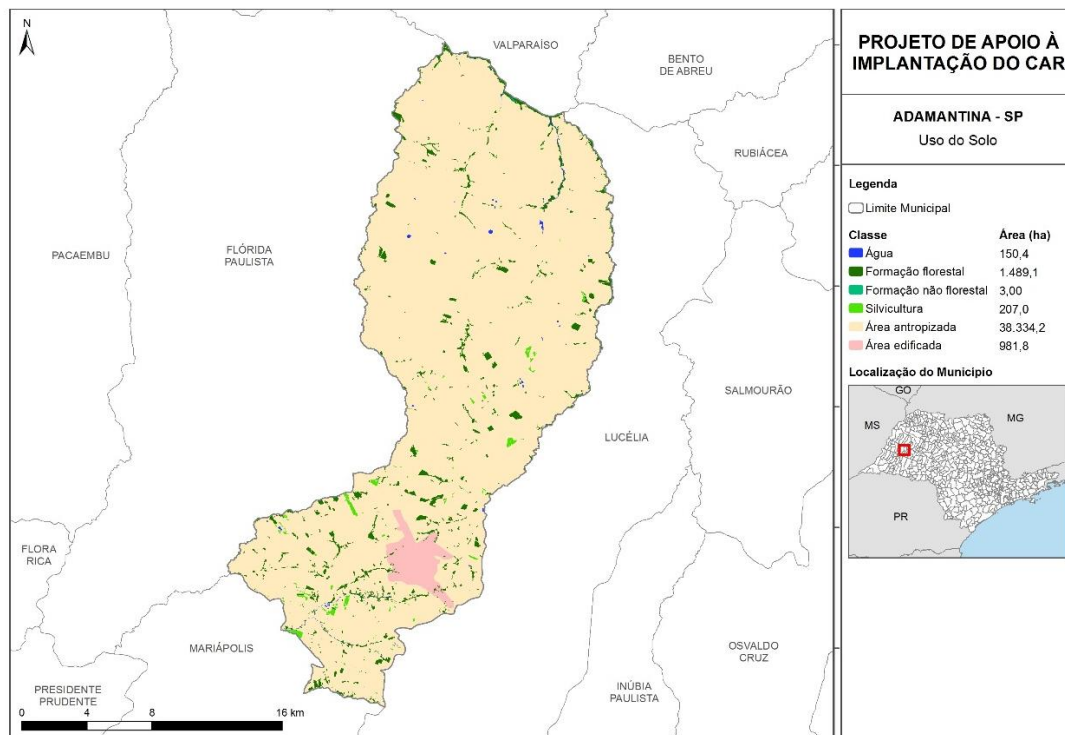 N
VALPARAÍSO
BENTO
DE ABREU
RUBIÁCEA
PACAEMBU
FLÓRIDA
PAULISTA
SALMOURÃO
LUCÉLIA
FLORA
RICA
MARIÁPOLIS
OSVALDO
CRUZ
INÚBIA
PAULISTA
PRESIDENTE
PRUDENTE
0 4 8 16 km
PROJETO DE APOIO À
IMPLANTAÇÃO DO CAR
ADAMANTINA - SP
Uso do Solo
Legenda
Limite Municipal
Classe Área (ha)
Água 150,4
Formação florestal 1.489,1
Formação não florestal 3,00
Silvicultura 207,0
Área antropizada 38.334,2
Área edificada 981,8
Localização do Município
GO
MS
MG
PR